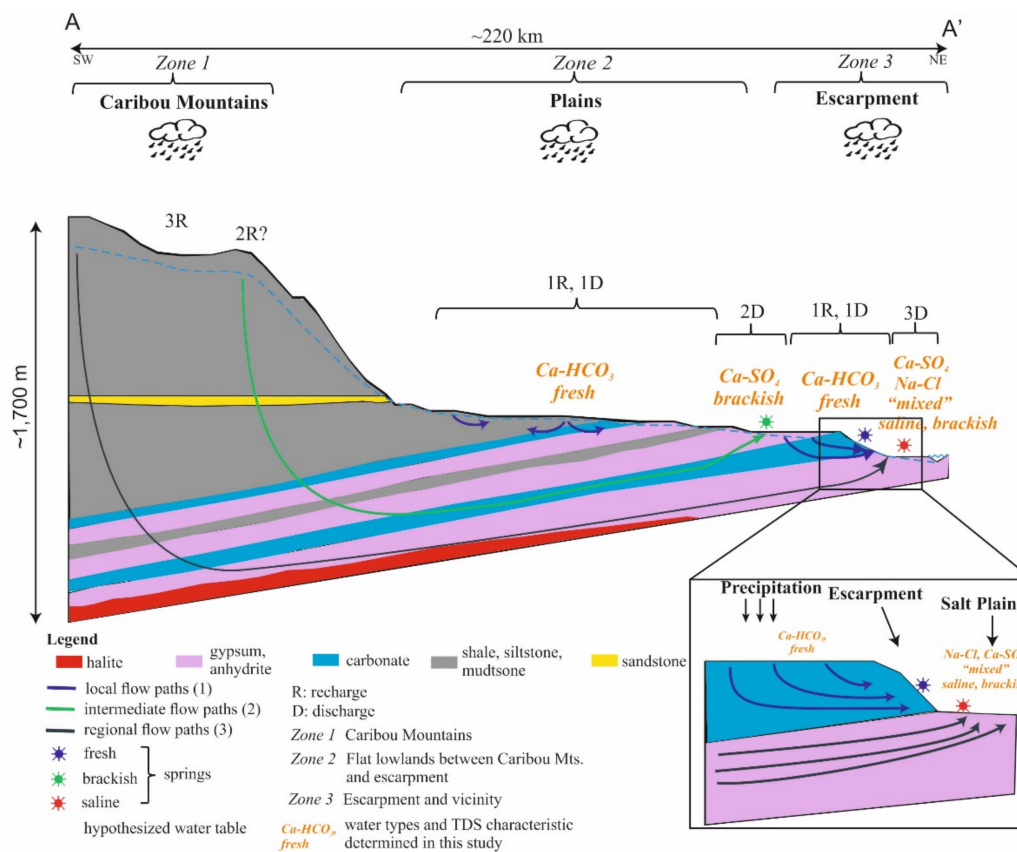 A
A'
~220 km
SW
NE
Zone 1
Zone 2
Zone 3
Caribou Mountains
Plains
Escarpment
3R
2R?
1R, 1D
2D
1R, 1D
3D
Ca-HCO3
fresh
Ca-SO4
brackish
Ca-HCO3
fresh
Ca-SO4
Na-Cl
"mixed"
saline, brackish
~1,700 m
Precipitation
Escarpment
Salt Plain
Ca-HCO3,
fresh
Na-Cl, Ca-SO
"mixed"
saline, brackis
Legend
halite
gypsum,
anhydrite
carbonate
shale, siltstone,
mudsone
sandstone
local flow paths (1)
intermediate flow paths (2)
regional flow paths (3)
fresh
brackish
saline
springs
hypothesized water table
R: recharge
D: discharge
Zone 1 Caribou Mountains
Zone 2 Flat lowlands between Caribou Mts.
and escarpment
Zone 3 Escarpment and vicinity
Ca-HCO3, water types and TDS characteristic
fresh determined in this study